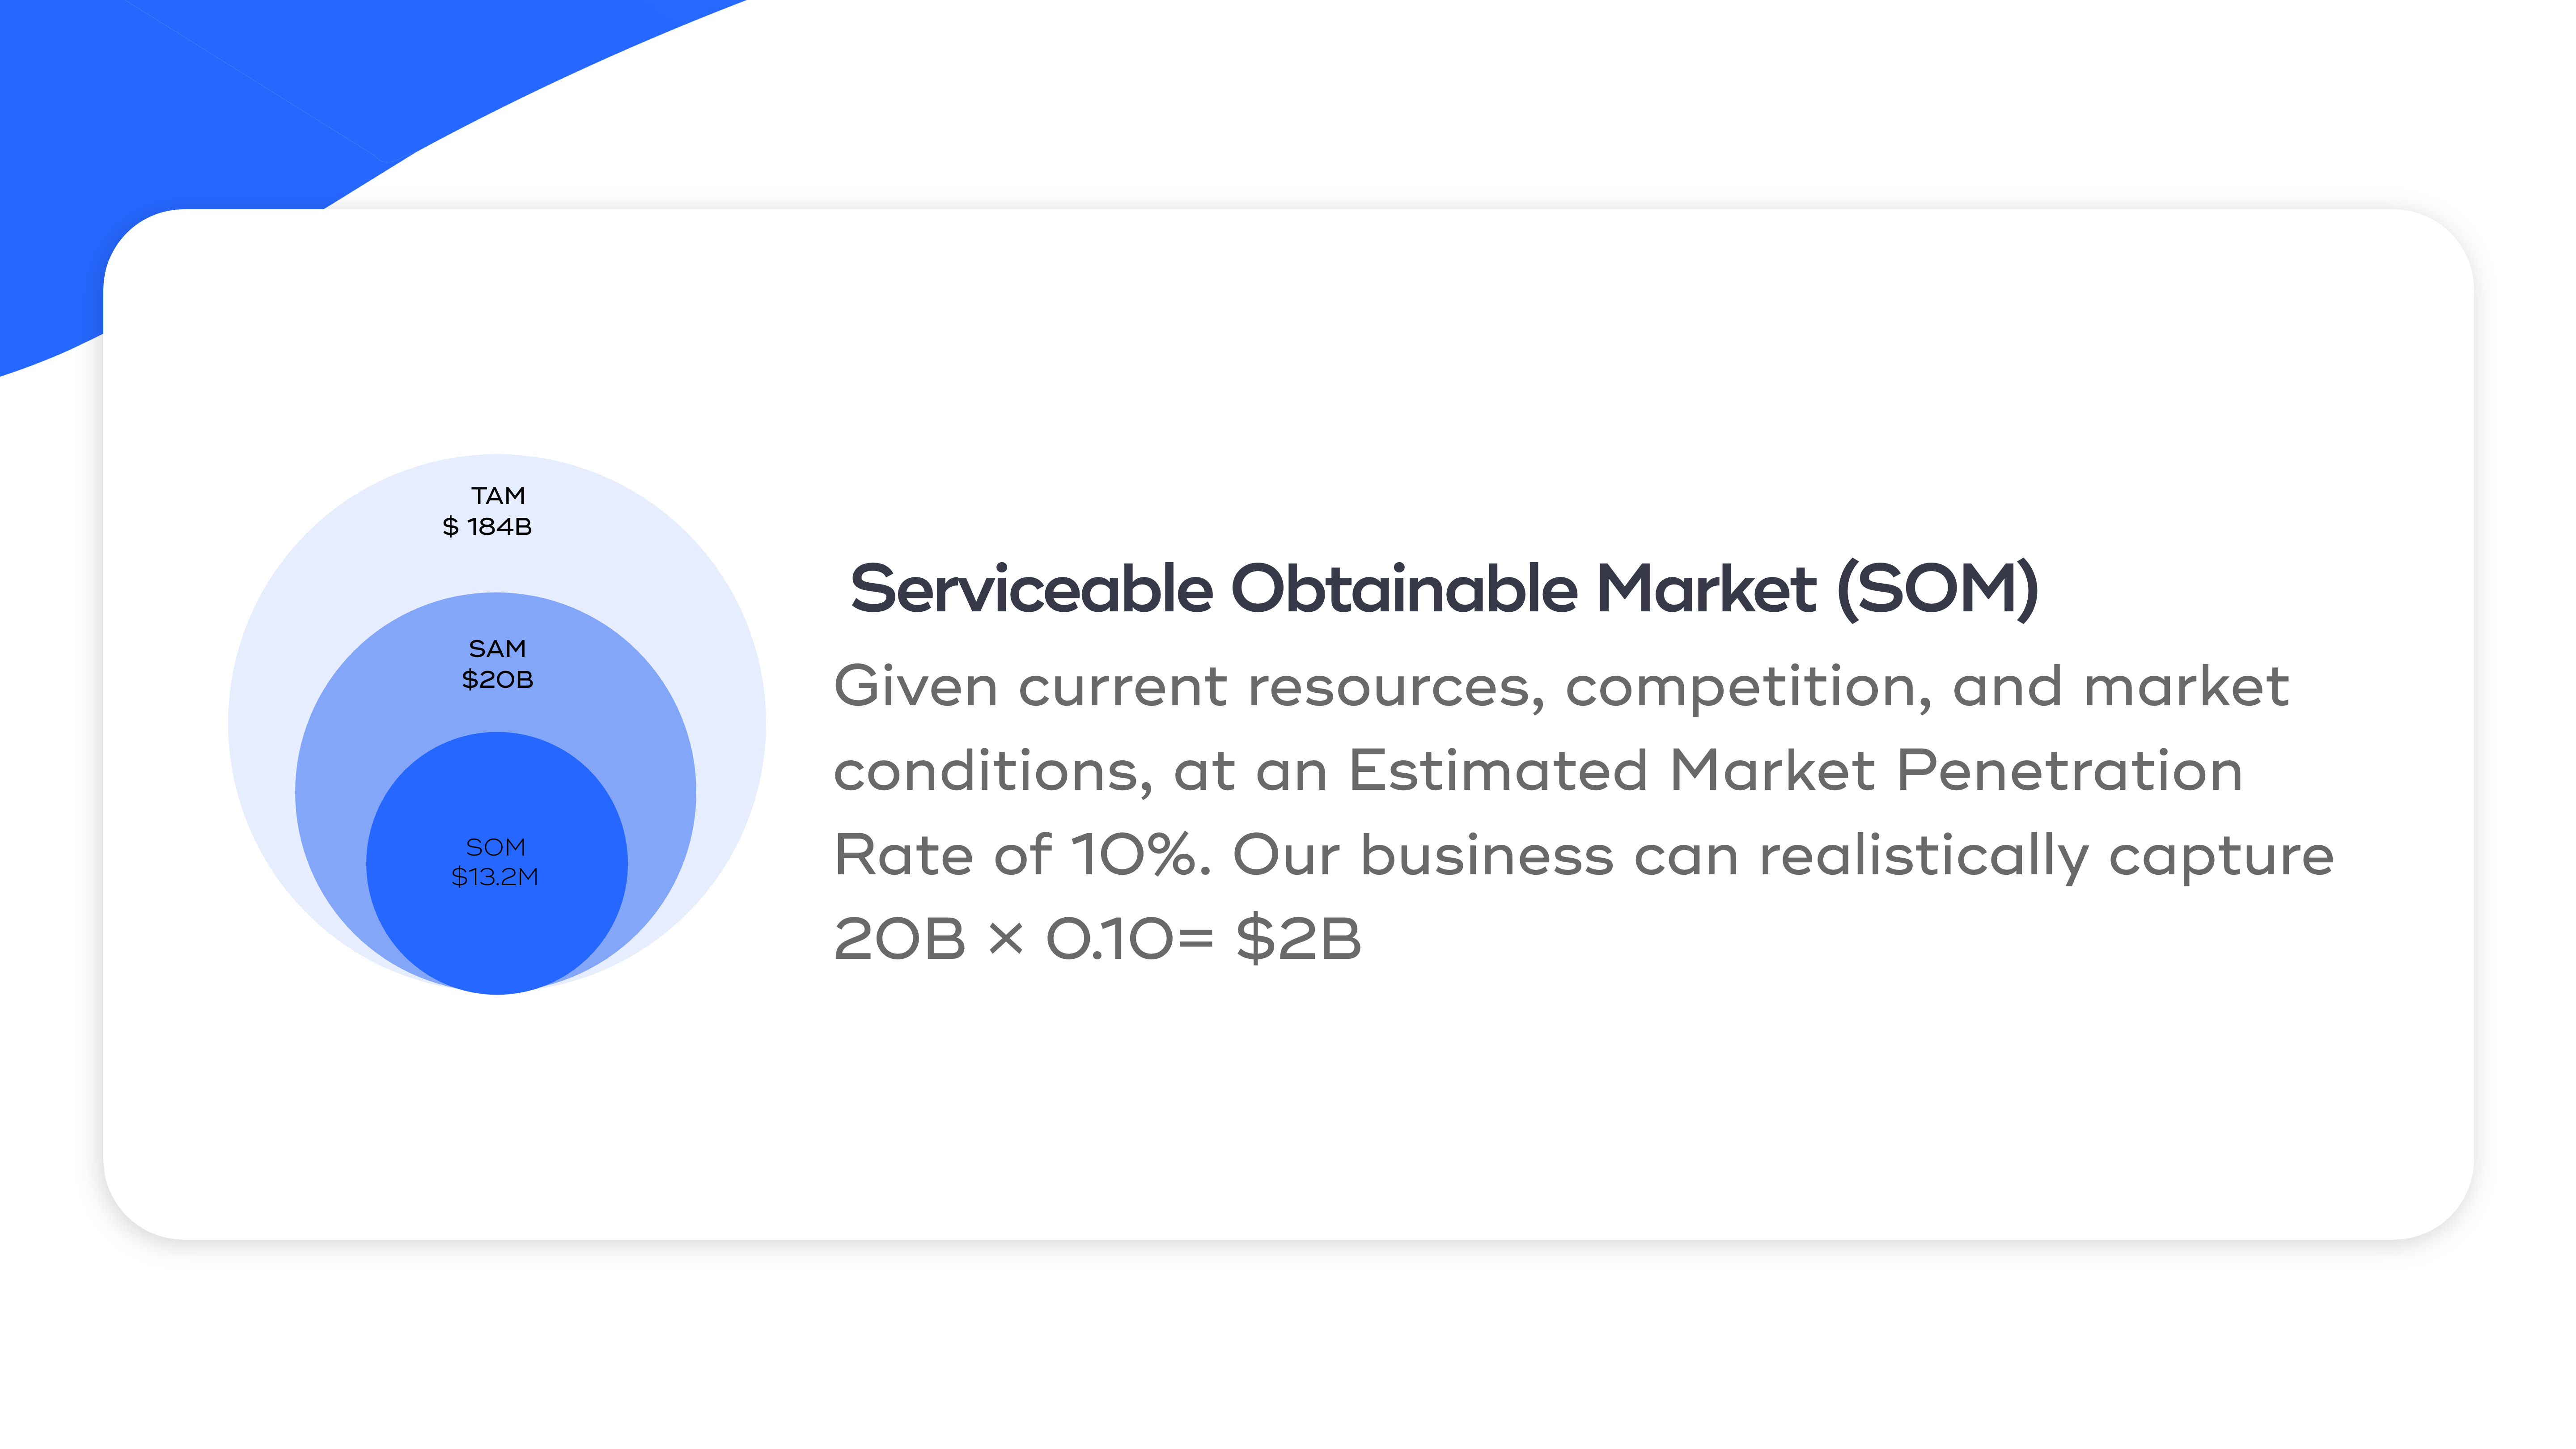 TAM
$ 184B
SAM
$20B
SOM
$13.2M
Serviceable Obtainable Market (SOM)
Given current resources, competition, and market
conditions, at an Estimated Market Penetration
Rate of 10%. Our business can realistically capture
20B × 0.10= $2B